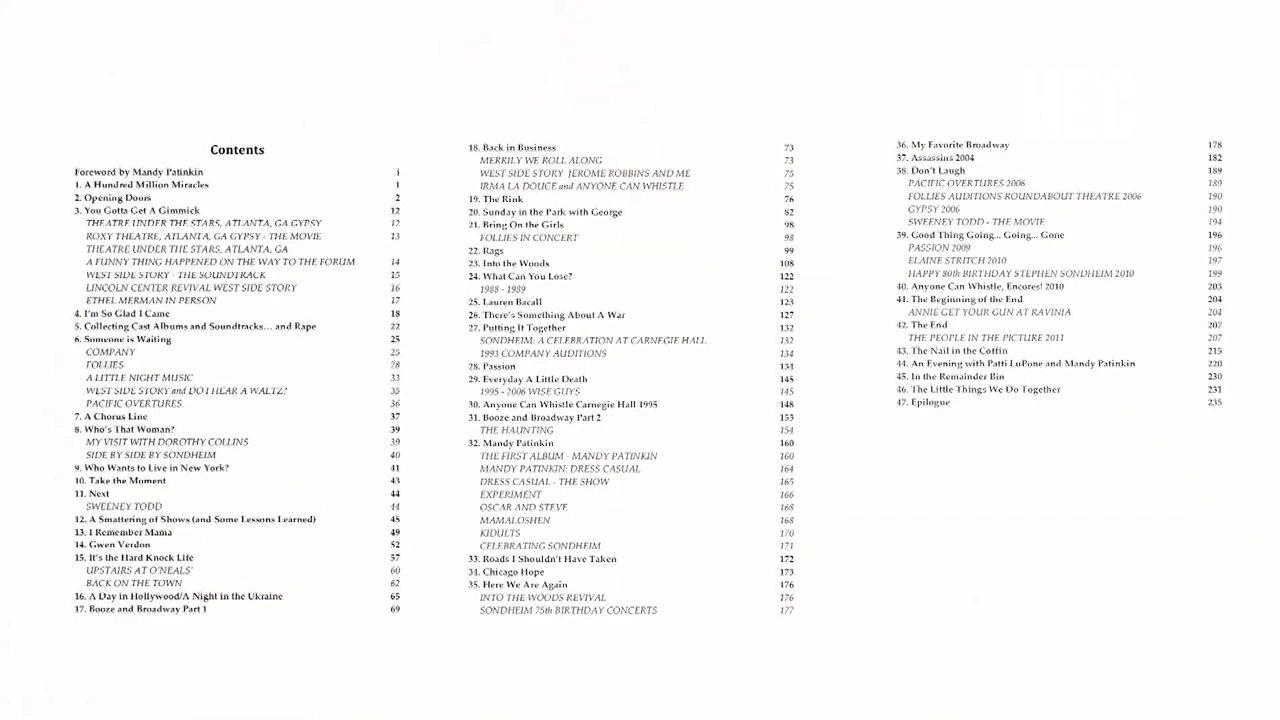 Contents
Foreword by Mandy Patinkin i
1. A Hundred Million Miracles 1
2. Opening Doors 2
3. You Gotta Get A Gimmick 12
THEATRE UNDER THE STARS, ATLANTA, GA GYPSY 12
ROXY THEATRE, ATLANTA, GA GYPSY - THE MOVIE 13
THEATRE UNDER THE STARS, ATLANTA, GA
A FUNNY THING HAPPENED ON THE WAY TO THE FORUM 14
WEST SIDE STORY - THE SOUNDTRACK 15
LINCOLN CENTER REVIVAL WEST SIDE STORY 16
ETHEL MERMAN IN PERSON 17
4. I'm So Glad I Came 18
5. Collecting Cast Albums and Soundtracks... and Rape 22
6. Someone is Waiting 25
COMPANY 25
FOLLIES 28
A LITTLE NIGHT MUSIC 33
WEST SIDE STORY and DO I HEAR A WALTZ? 35
PACIFIC OVERTURES 36
7. A Chorus Line 37
8. Who's That Woman? 39
MY VISIT WITH DOROTHY COLLINS 39
SIDE BY SIDE BY SONDHEIM 40
9. Who Wants to Live in New York? 41
10. Take the Moment 43
11. Next 44
SWEENEY TODD 44
12. A Smattering of Shows (and Some Lessons Learned) 45
13. I Remember Mama 49
14. Gwen Verdon 52
15. It's the Hard Knock Life 57
UPSTAIRS AT O'NEALS' 60
BACK ON THE TOWN 62
16. A Day in Hollywood/A Night in the Ukraine 65
17. Booze and Broadway Part 1 69
18. Back in Business 73
MERRILY WE ROLL ALONG 73
WEST SIDE STORY JEROME ROBBINS AND ME 75
IRMA LA DOUCE and ANYONE CAN WHISTLE 75
19. The Rink 76
20. Sunday in the Park with George 82
21. Bring On the Girls 98
FOLLIES IN CONCERT 98
22. Rags 99
23. Into the Woods 108
24. What Can You Lose? 122
1988 - 1989 122
25. Lauren Bacall 123
26. There's Something About A War 127
27. Putting It Together 132
SONDHEIM: A CELEBRATION AT CARNEGIE HALL 132
1993 COMPANY AUDITIONS 134
28. Passion 134
29. Everyday A Little Death 145
1995 - 2006 WISE GUYS 145
30. Anyone Can Whistle Carnegie Hall 1995 148
31. Booze and Broadway Part 2 153
THE HAUNTING 154
32. Mandy Patinkin 160
THE FIRST ALBUM - MANDY PATINKIN 160
MANDY PATINKIN: DRESS CASUAL 164
DRESS CASUAL - THE SHOW 165
EXPERIMENT 166
OSCAR AND STEVE 168
MAMALOSHEN 168
KIDULTS 170
CELEBRATING SONDHEIM 171
33. Roads I Shouldn't Have Taken 172
34. Chicago Hope 173
35. Here We Are Again 176
INTO THE WOODS REVIVAL 176
SONDHEIM 75th BIRTHDAY CONCERTS 177
36. My Favorite Broadway 178
37. Assassins 2004 182
38. Don't Laugh 189
PACIFIC OVERTURES 2006 189
FOLLIES AUDITIONS ROUNDABOUT THEATRE 2006 190
GYPSY 2006 190
SWEENEY TODD - THE MOVIE 194
39. Good Thing Going... Going... Gone 196
PASSION 2009 196
ELAINE STRITCH 2010 197
HAPPY 80th BIRTHDAY STEPHEN SONDHEIM 2010 199
40. Anyone Can Whistle, Encores! 2010 203
41. The Beginning of the End 204
ANNIE GET YOUR GUN AT RAVINIA 204
42. The End 207
THE PEOPLE IN THE PICTURE 2011 207
43. The Nail in the Coffin 215
44. An Evening with Patti LuPone and Mandy Patinkin 220
45. In the Remainder Bin 230
46. The Little Things We Do Together 231
47. Epilogue 235